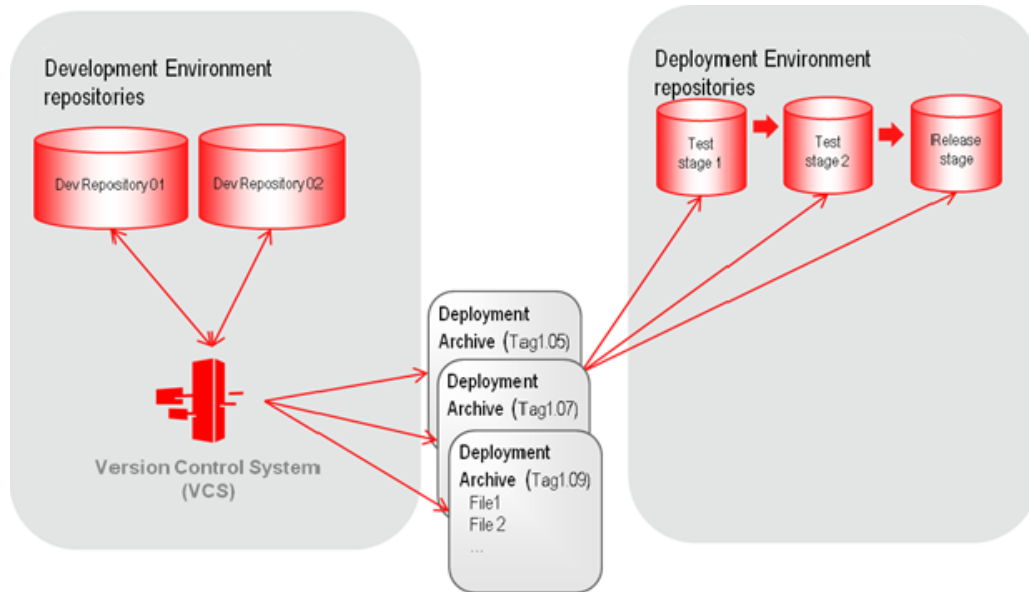 Development Environment
repositories
Dev Repository 01
Dev Repository 02
Version Control System
(VCS)
Deployment
Archive (Tag1.05)
Deployment
Archive (Tag1.07)
Deployment
Archive (Tag1.09)
File1
File 2
...
Deployment Environment
repositories
Test
stage 1
Test
stage 2
Release
stage